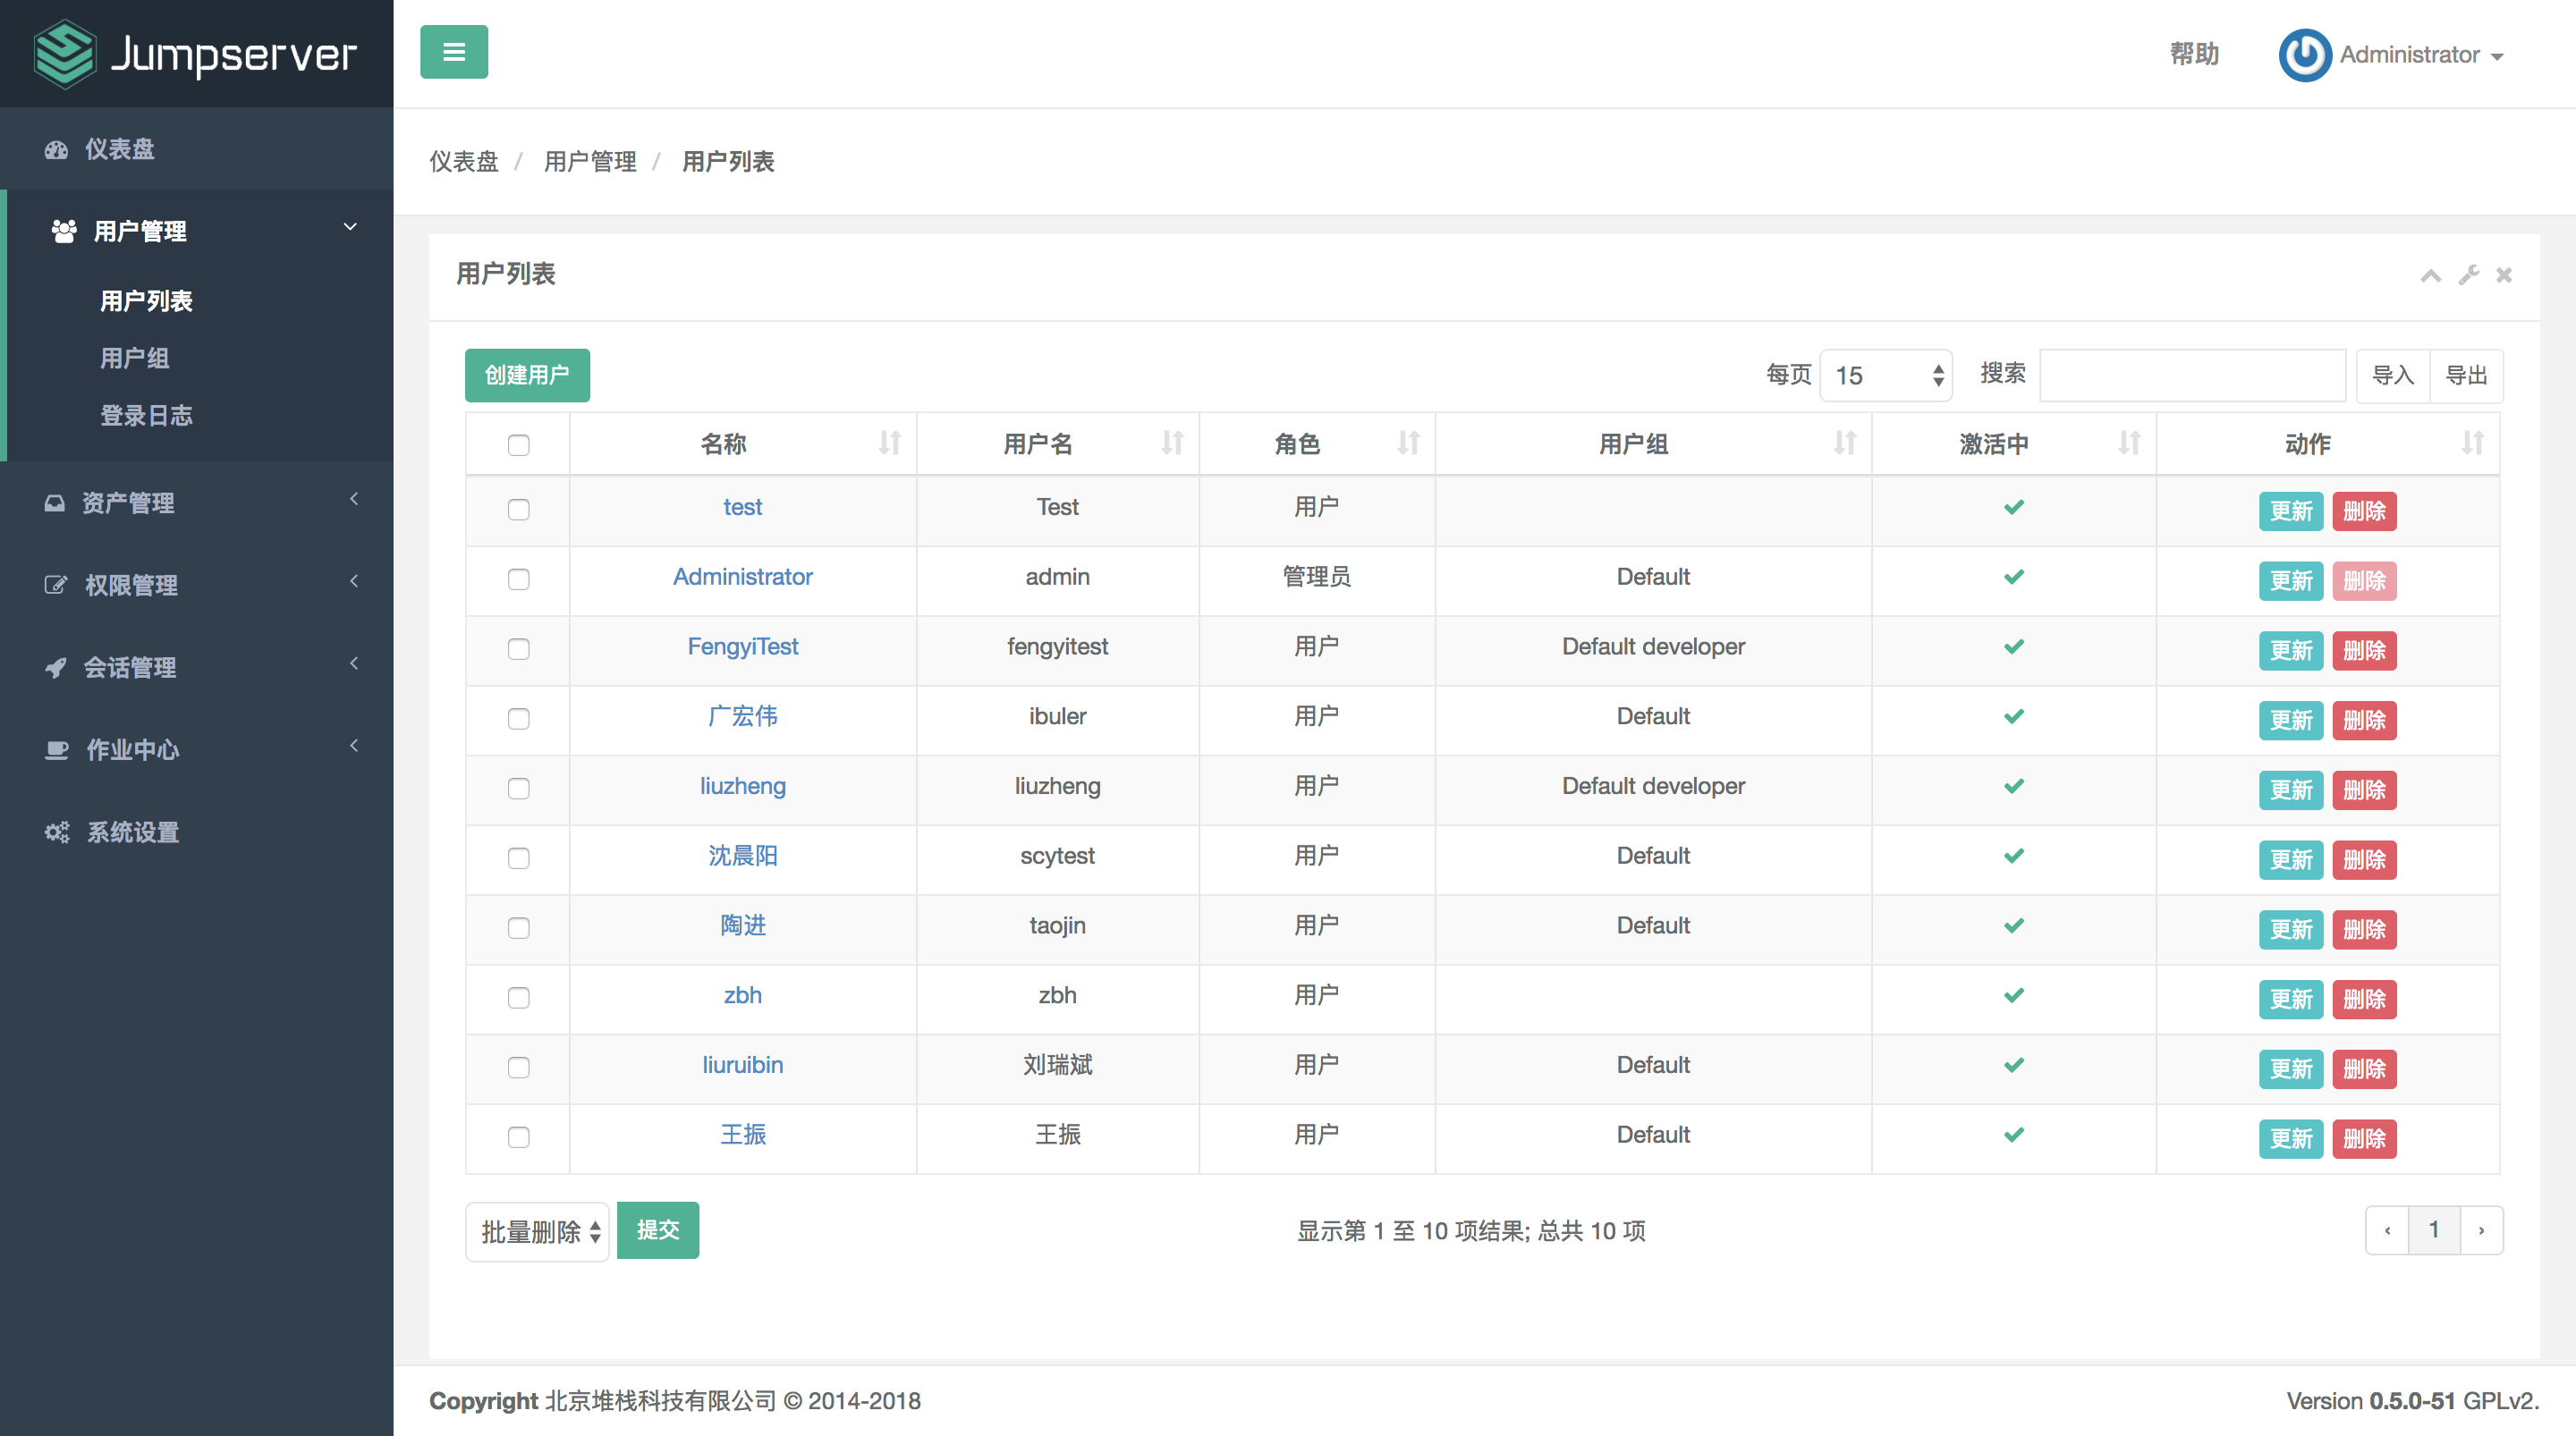 Jumpserver
帮助 Administrator
仪表盘
用户管理
用户列表
用户组
登录日志
资产管理
权限管理
会话管理
作业中心
系统设置
仪表盘 / 用户管理 / 用户列表
用户列表
创建用户 每页 15 搜索 导入 导出
名称 用户名 角色 用户组 激活中 动作
test Test 用户 更新 删除
Administrator admin 管理员 Default 更新 删除
FengyiTest fengyitest 用户 Default developer 更新 删除
广宏伟 ibuler 用户 Default 更新 删除
liuzheng liuzheng 用户 Default developer 更新 删除
沈晨阳 scytest 用户 Default 更新 删除
陶进 taojin 用户 Default 更新 删除
zbh zbh 用户 更新 删除
liuruibin 刘瑞斌 用户 Default 更新 删除
王振 王振 用户 Default 更新 删除
批量删除 提交 显示第 1 至 10 项结果; 总共 10 项 ‹ 1 ›
Copyright 北京堆栈科技有限公司 © 2014-2018 Version 0.5.0-51 GPLv2.